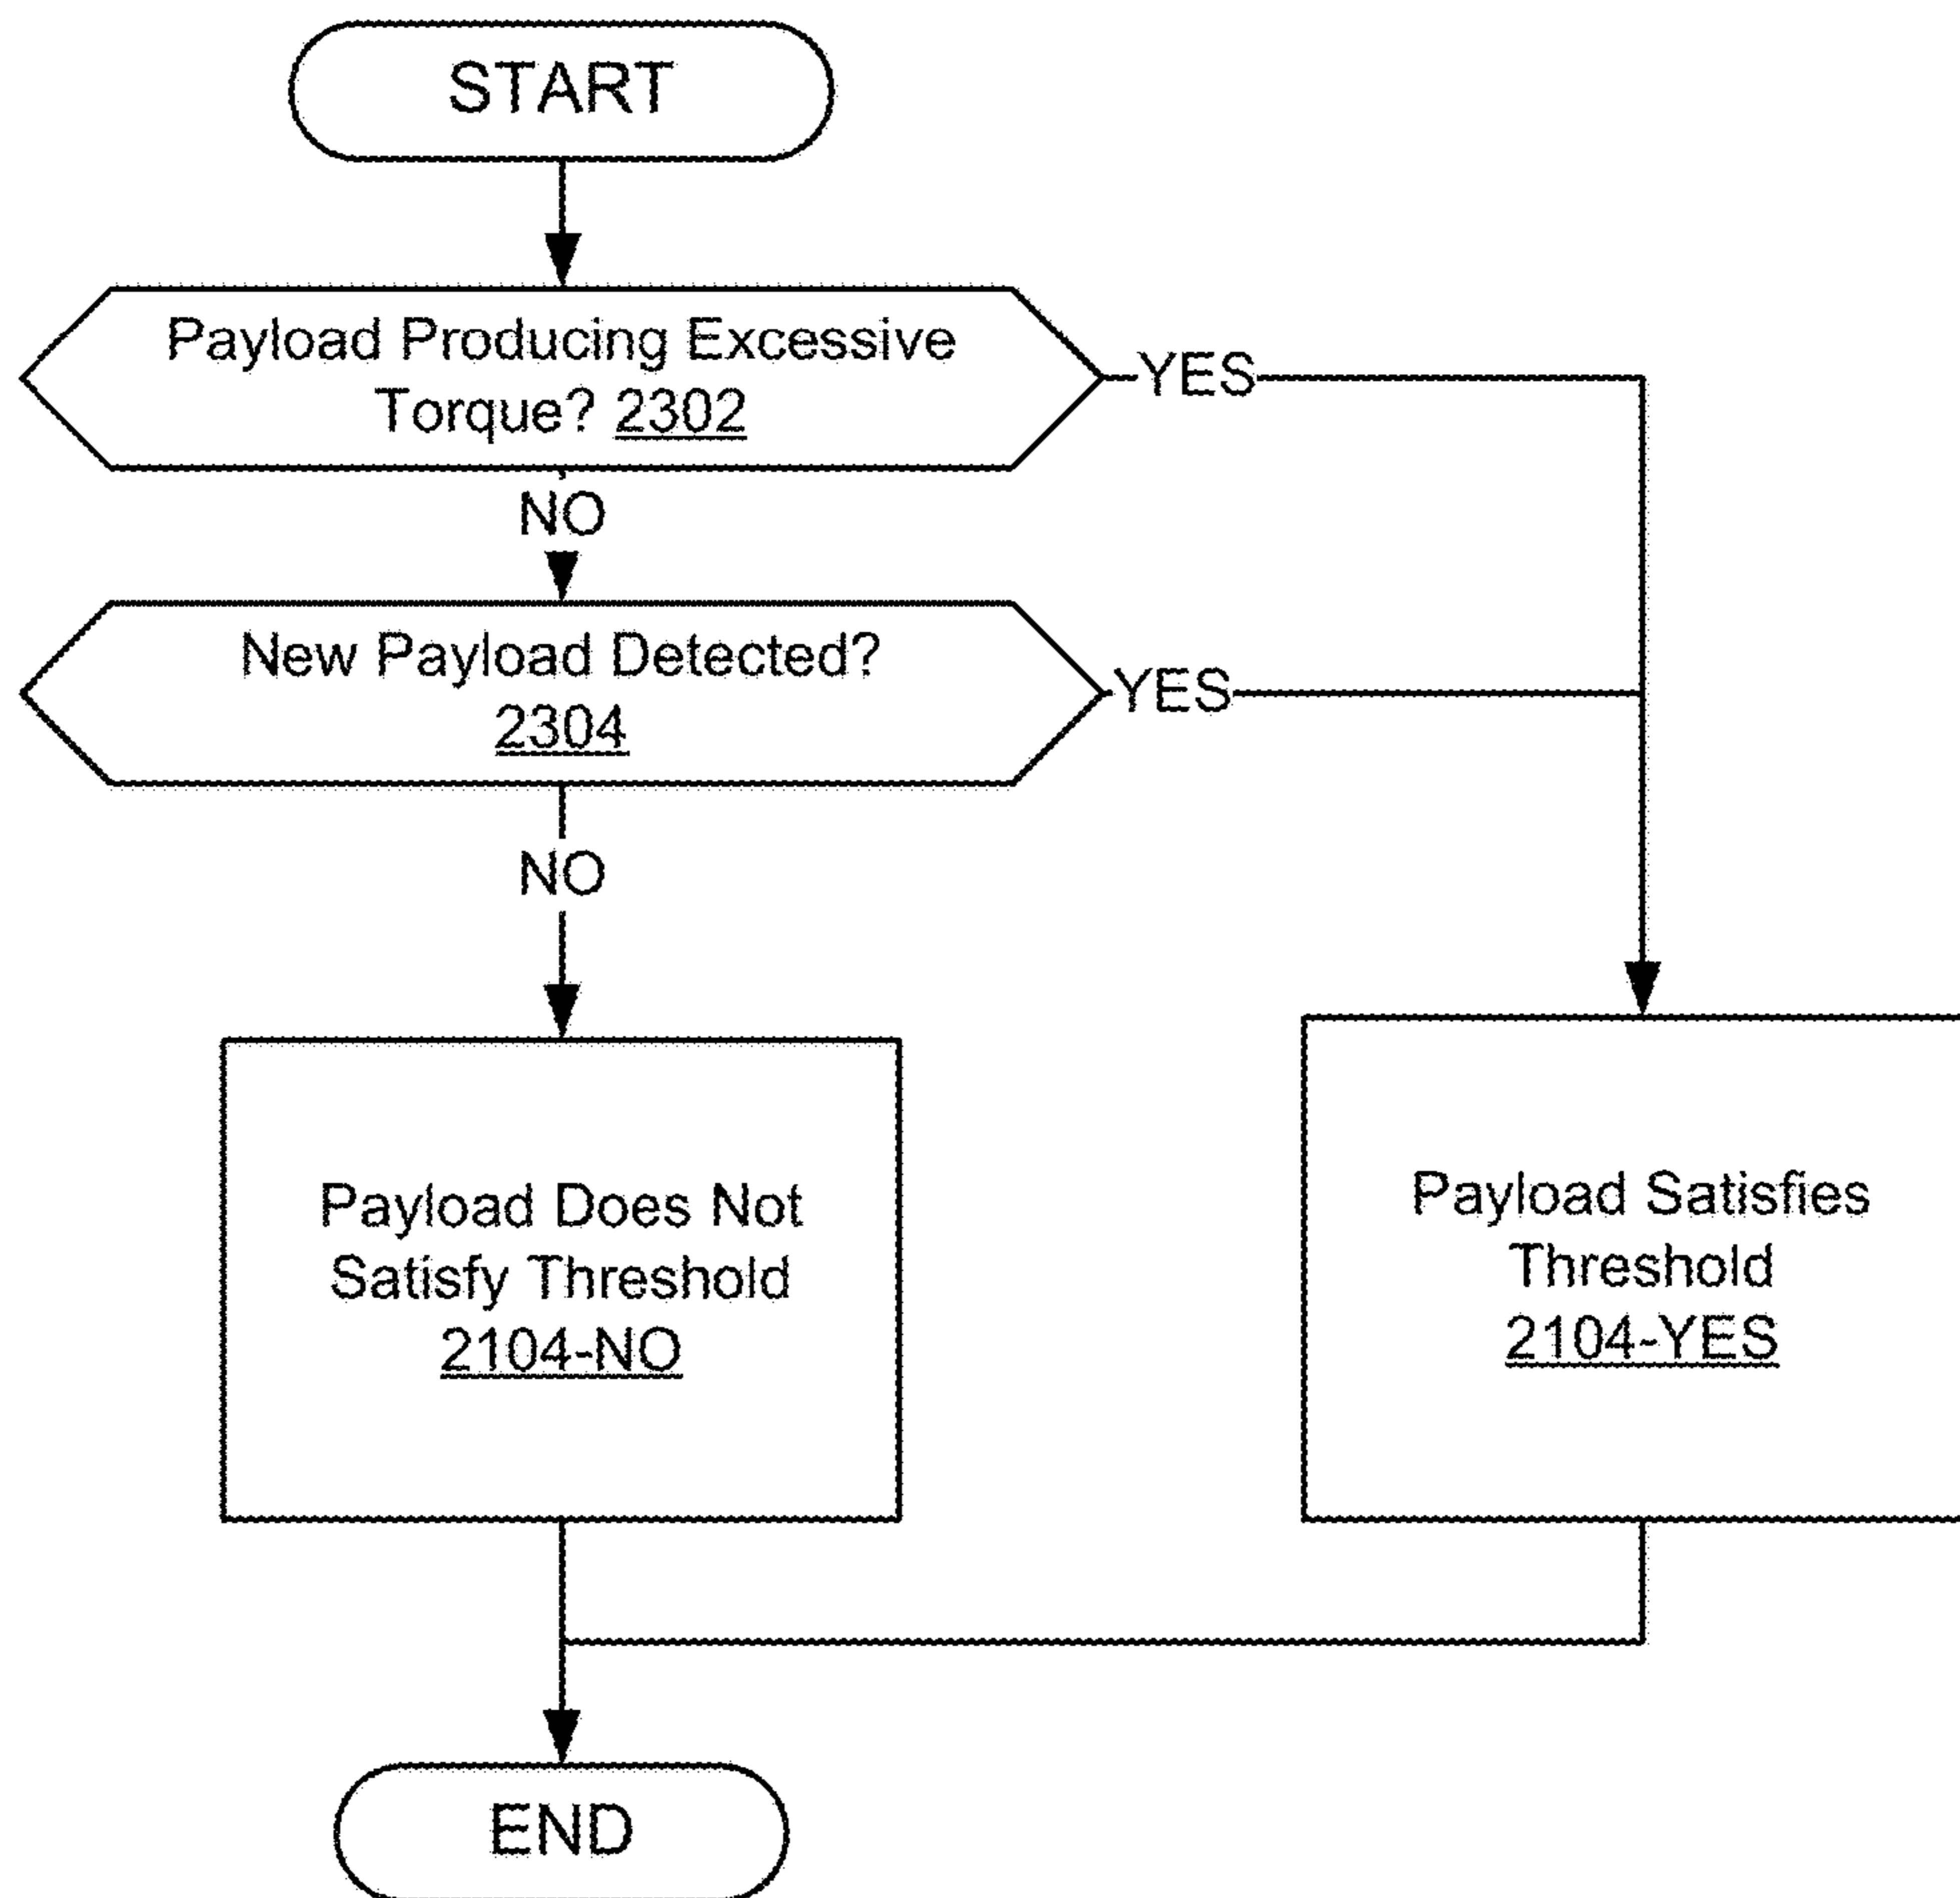 START
Payload Producing Excessive
Torque? 2302
YES
NO
New Payload Detected?
2304
YES
NO
Payload Does Not
Satisfy Threshold
2104-NO
Payload Satisfies
Threshold
2104-YES
END